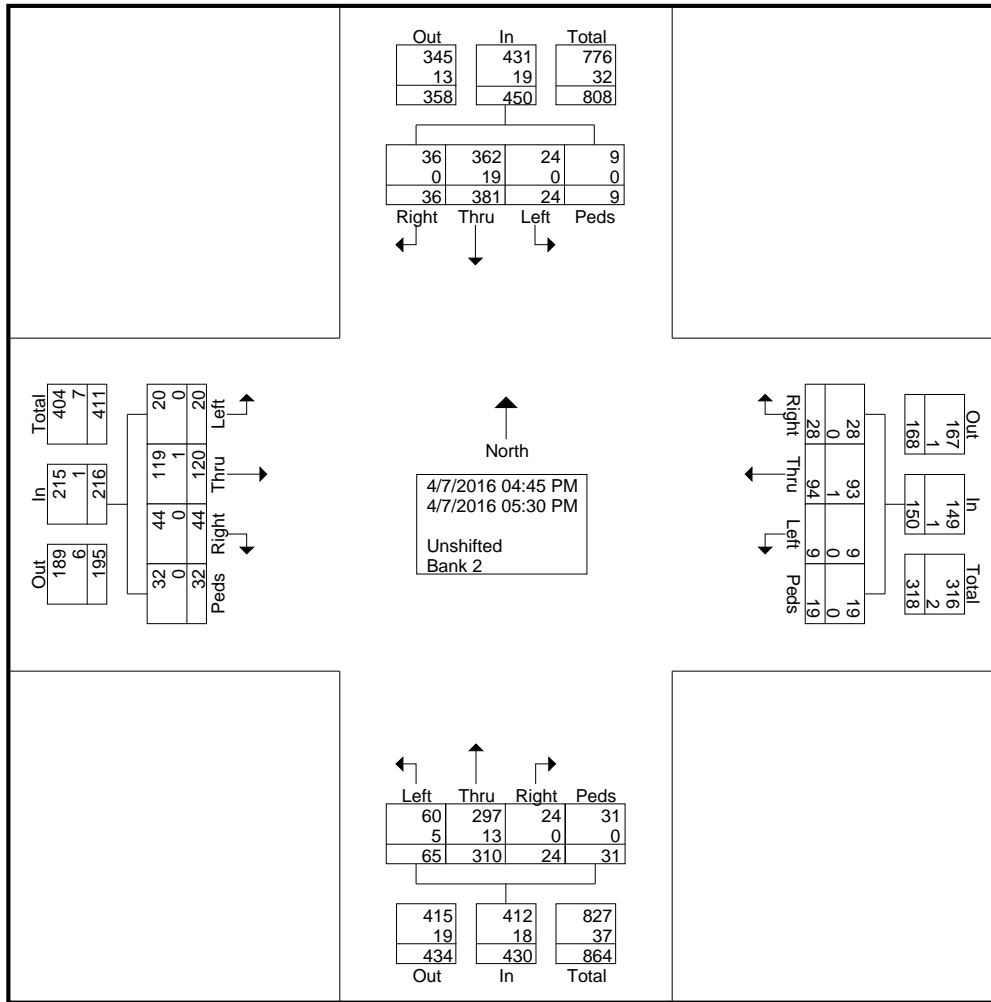 Out In Total
345 431 776
13 19 32
358 450 808
36 362 24 9
0 19 0 0
36 381 24 9
Right Thru Left Peds
Total
404
7
411
In
215
1
216
Out
189
6
195
20 0 20 Left
119 1 120 Thru
44 0 44 Right
32 0 32 Peds
North
4/7/2016 04:45 PM
4/7/2016 05:30 PM
Unshifted
Bank 2
Right 28 0 28
Thru 94 1 93
Left 9 0 9
Peds 19 0 19
Out
167
1
168
In
149
1
150
Total
316
2
318
Left Thru Right Peds
60 297 24 31
5 13 0 0
65 310 24 31
415 412 827
19 18 37
434 430 864
Out In Total